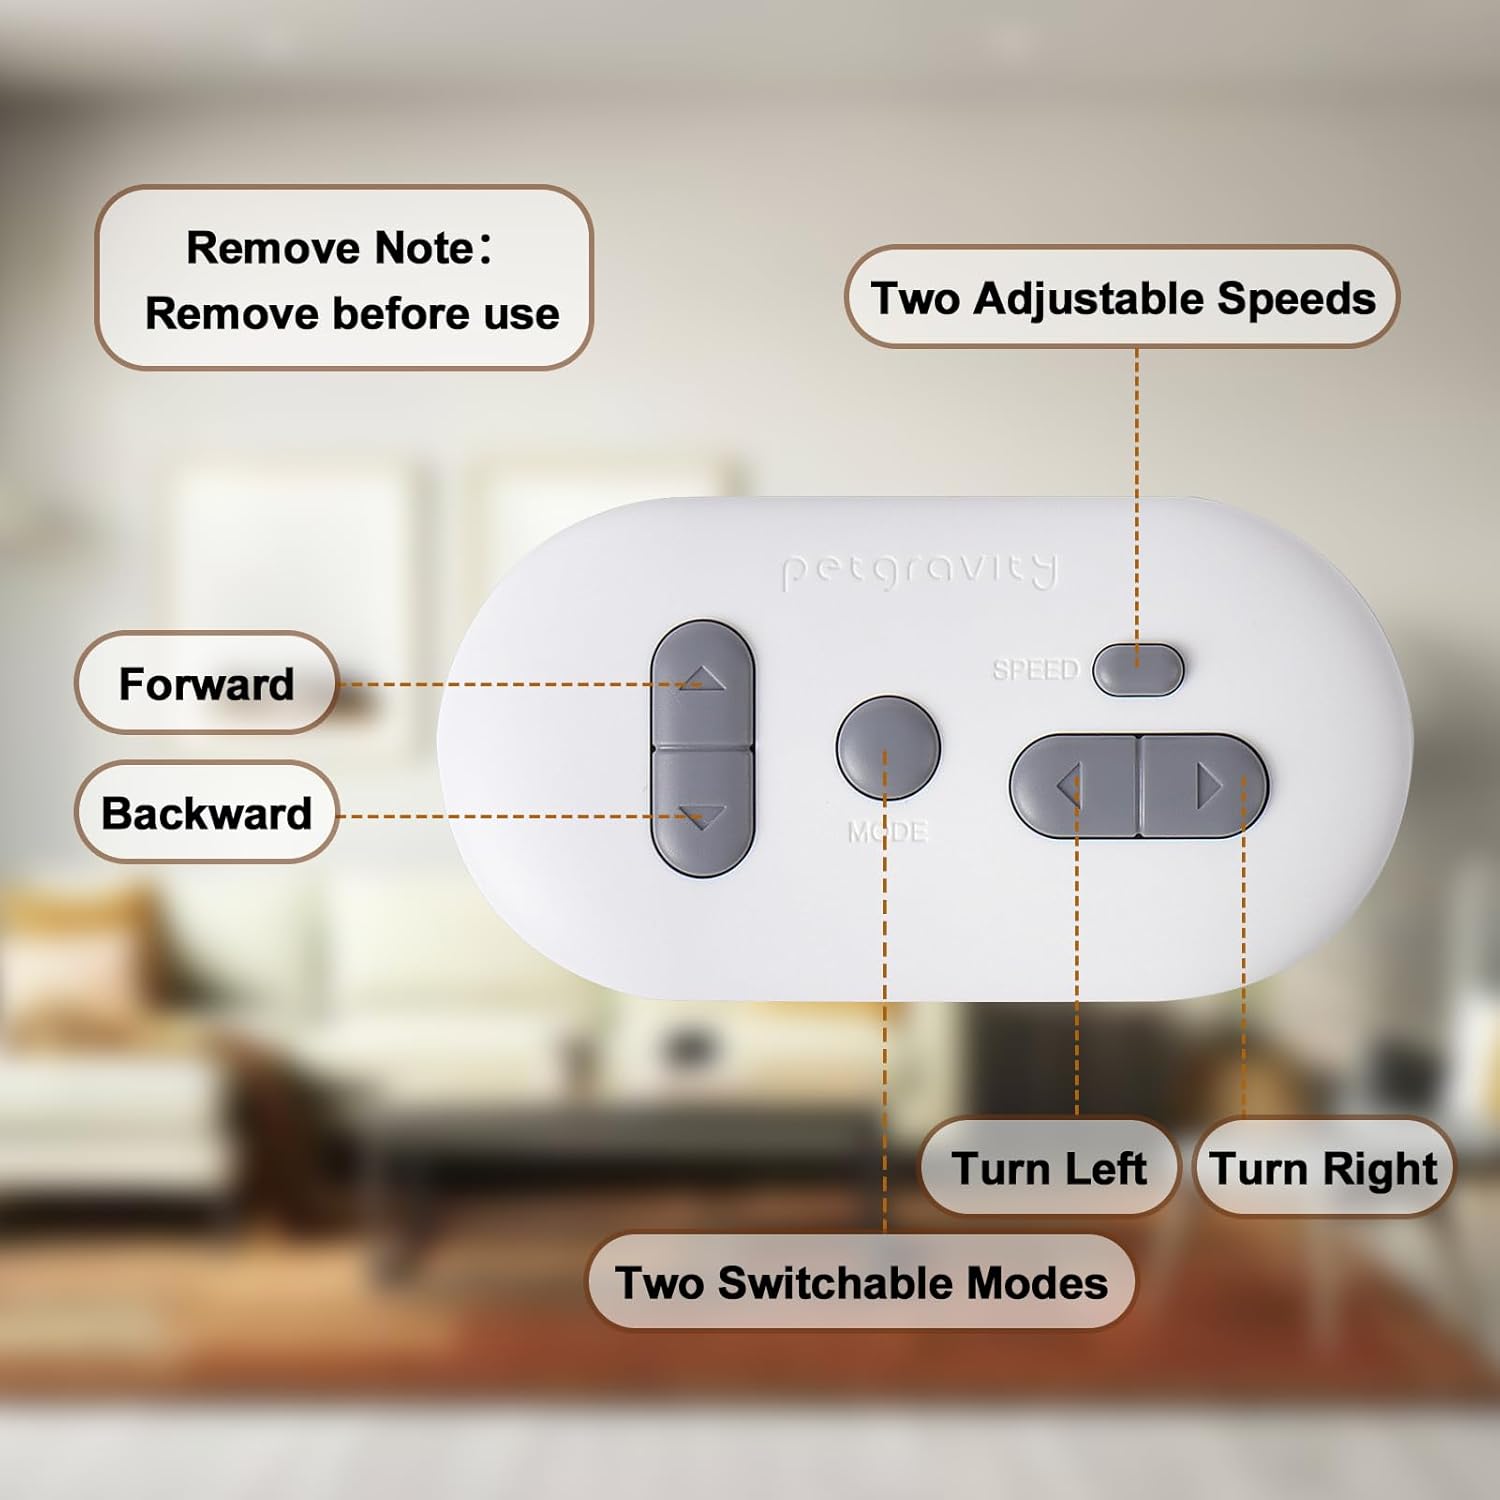 Remove Note：
Remove before use
Two Adjustable Speeds
petgravity
SPEED
Forward
Backward
MODE
Turn Left
Turn Right
Two Switchable Modes